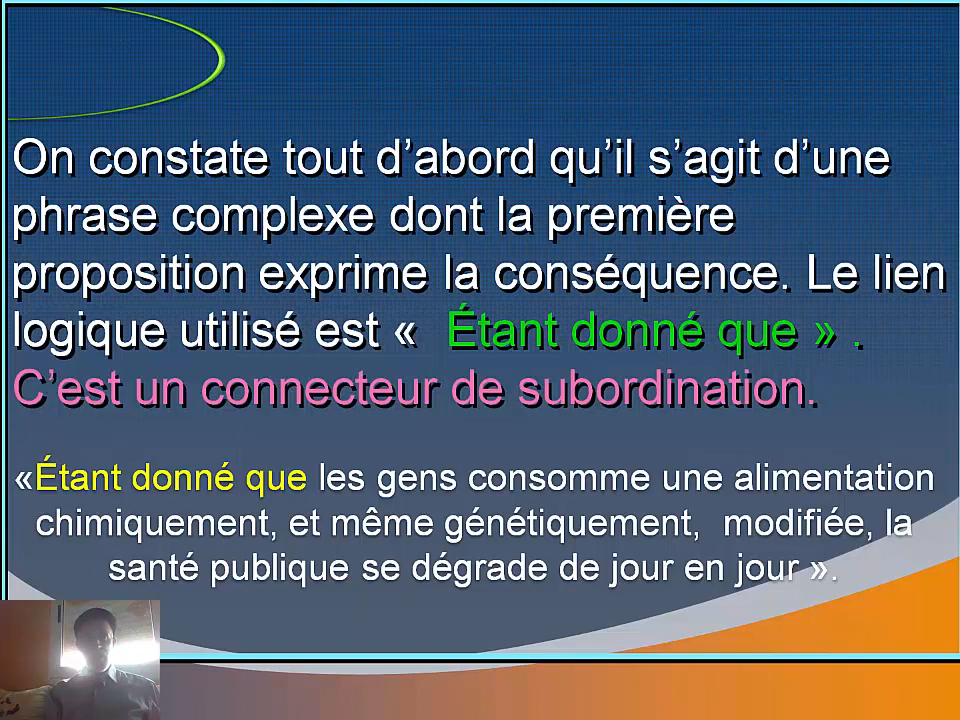 On constate tout d’abord qu’il s’agit d’une
phrase complexe dont la première
proposition exprime la conséquence. Le lien
logique utilisé est « Étant donné que » .
C’est un connecteur de subordination.
«Étant donné que les gens consomme une alimentation
chimiquement, et même génétiquement, modifiée, la
santé publique se dégrade de jour en jour ».